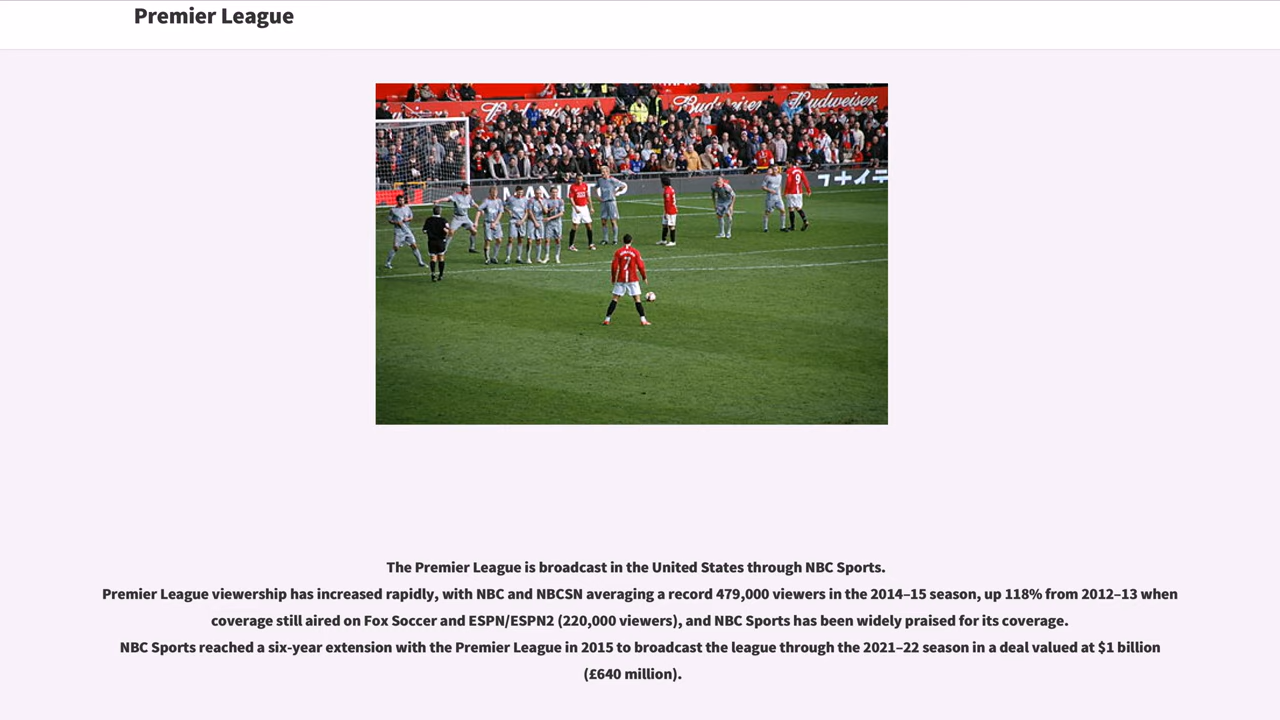 Premier League
Budweiser
Budweiser
9
7
The Premier League is broadcast in the United States through NBC Sports.
Premier League viewership has increased rapidly, with NBC and NBCSN averaging a record 479,000 viewers in the 2014–15 season, up 118% from 2012–13 when
coverage still aired on Fox Soccer and ESPN/ESPN2 (220,000 viewers), and NBC Sports has been widely praised for its coverage.
NBC Sports reached a six-year extension with the Premier League in 2015 to broadcast the league through the 2021–22 season in a deal valued at $1 billion
(£640 million).